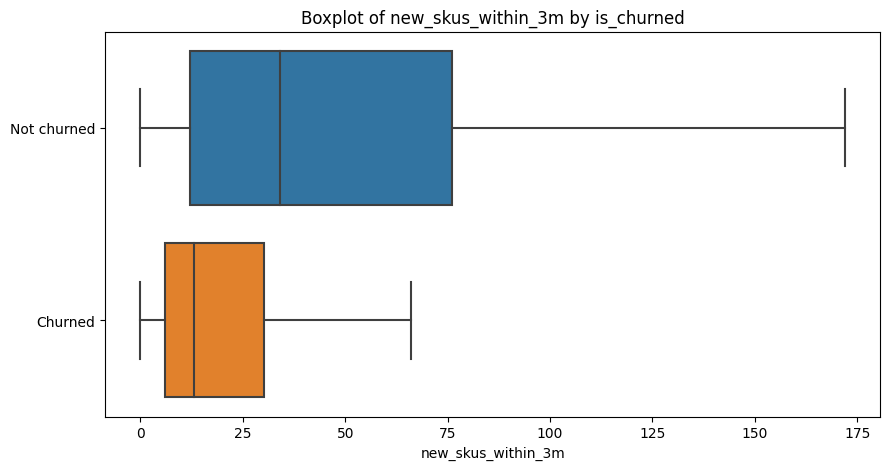 Boxplot of new_skus_within_3m by is_churned
Not churned
Churned
0 25 50 75 100 125 150 175
new_skus_within_3m